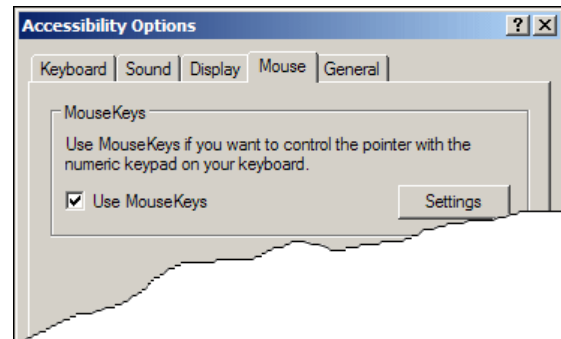 Accessibility Options
Keyboard Sound Display Mouse General
MouseKeys
Use MouseKeys if you want to control the pointer with the
numeric keypad on your keyboard.
Use MouseKeys Settings